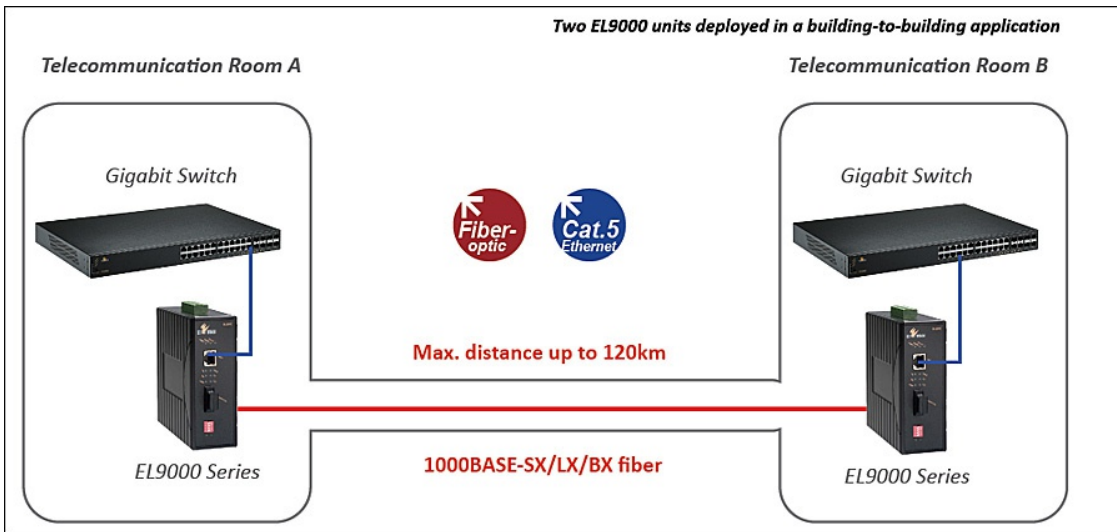 Two EL9000 units deployed in a building-to-building application
Telecommunication Room A
Telecommunication Room B
Gigabit Switch
Gigabit Switch
Fiber-
optic
Cat.5
Ethernet
Max. distance up to 120km
1000BASE-SX/LX/BX fiber
EL9000 Series
EL9000 Series